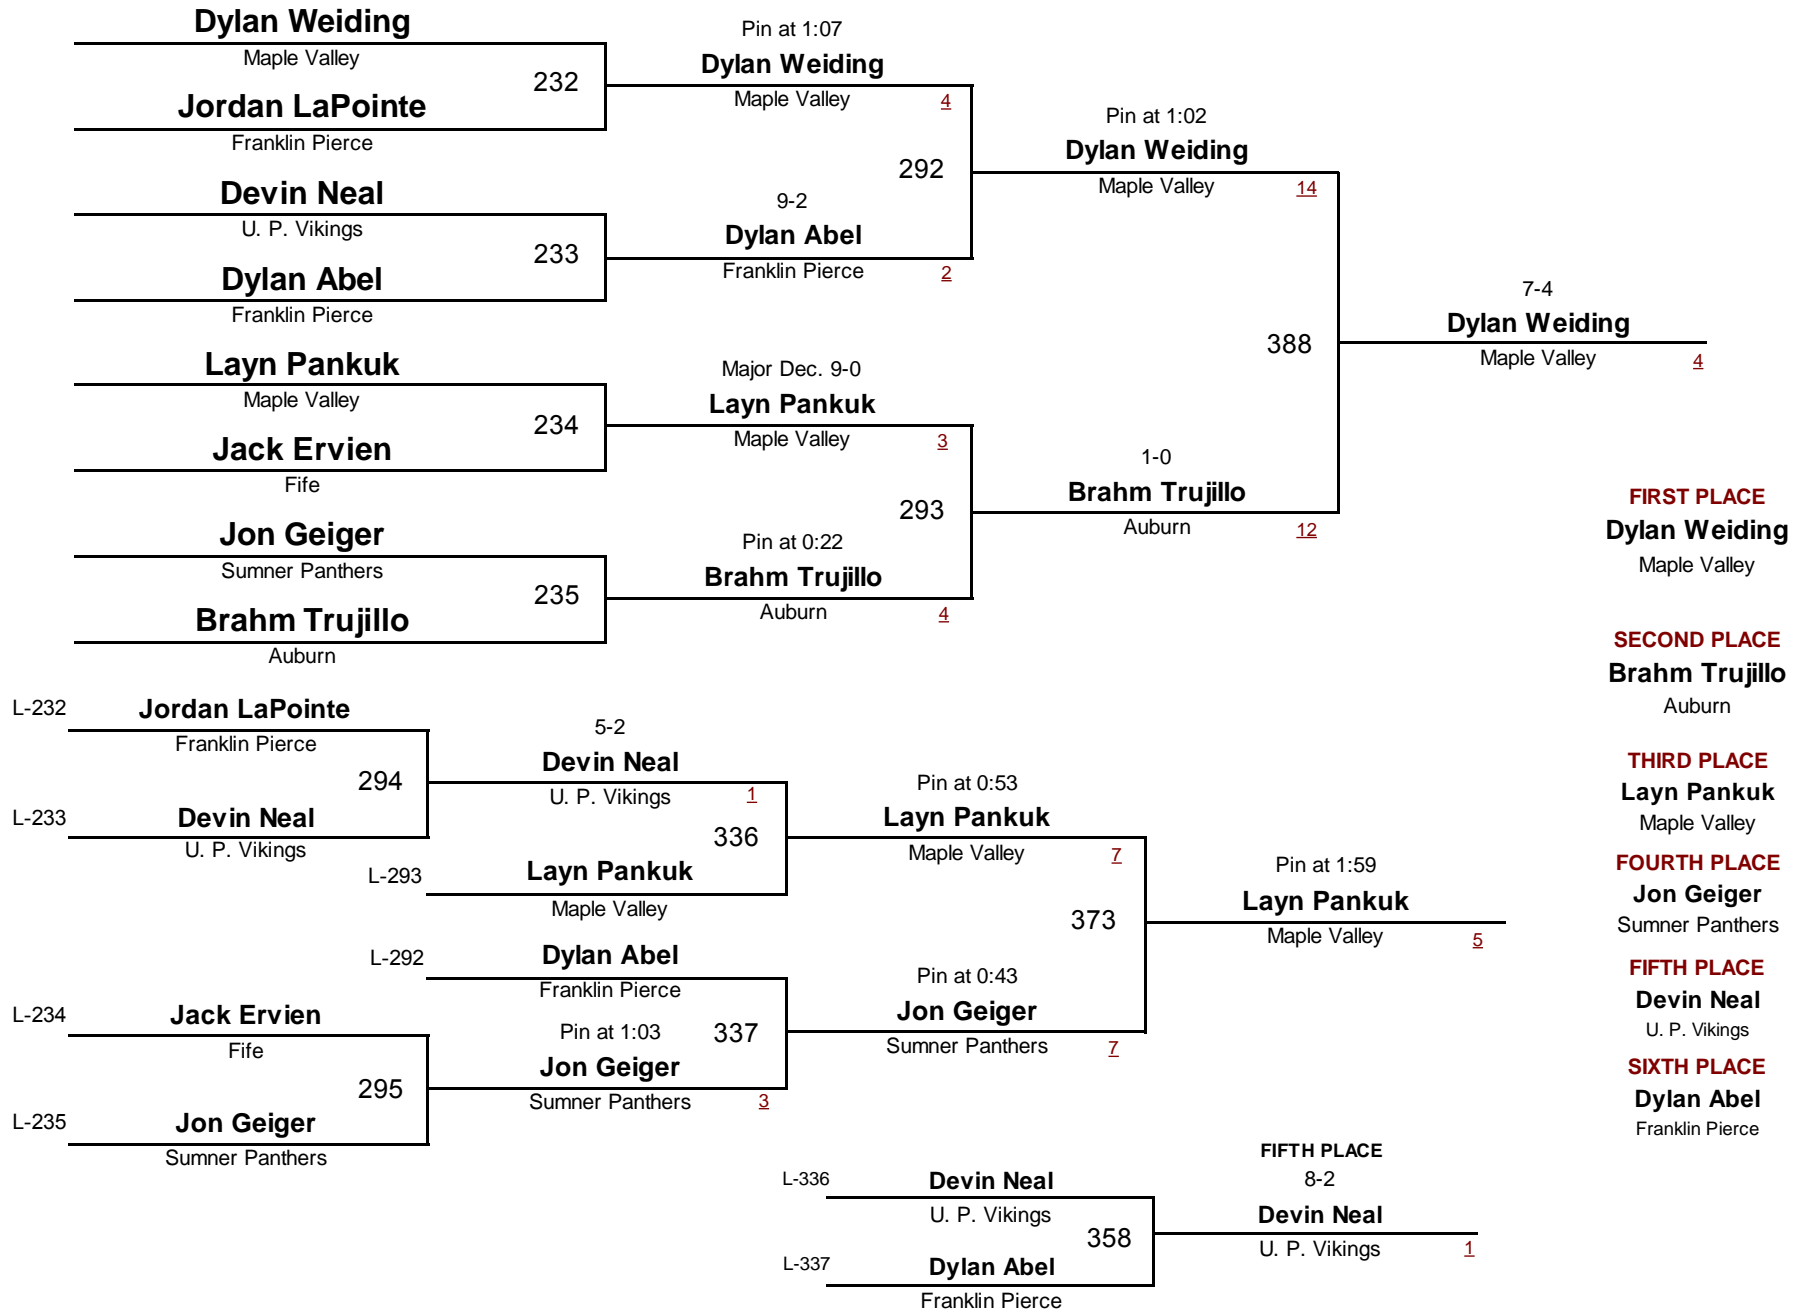 Dylan Weiding
Maple Valley
232
Jordan LaPointe
Franklin Pierce
Devin Neal
U. P. Vikings
233
Dylan Abel
Franklin Pierce
Layn Pankuk
Maple Valley
234
Jack Ervien
Fife
Jon Geiger
Sumner Panthers
235
Brahm Trujillo
Auburn
Pin at 1:07
Dylan Weiding
Maple Valley
4
292
9-2
Dylan Abel
Franklin Pierce
2
Major Dec. 9-0
Layn Pankuk
Maple Valley
3
293
Pin at 0:22
Brahm Trujillo
Auburn
4
Pin at 1:02
Dylan Weiding
Maple Valley
14
388
1-0
Brahm Trujillo
Auburn
12
7-4
Dylan Weiding
Maple Valley
4
L-232
Jordan LaPointe
Franklin Pierce
294
L-233
Devin Neal
U. P. Vikings
5-2
Devin Neal
U. P. Vikings
1
336
L-293
Layn Pankuk
Maple Valley
L-292
Dylan Abel
Franklin Pierce
337
L-234
Jack Ervien
Fife
295
L-235
Jon Geiger
Sumner Panthers
Pin at 1:03
Jon Geiger
Sumner Panthers
3
Pin at 0:53
Layn Pankuk
Maple Valley
7
373
Pin at 0:43
Jon Geiger
Sumner Panthers
7
Pin at 1:59
Layn Pankuk
Maple Valley
5
L-336
Devin Neal
U. P. Vikings
358
L-337
Dylan Abel
Franklin Pierce
FIFTH PLACE
8-2
Devin Neal
U. P. Vikings
1
FIRST PLACE
Dylan Weiding
Maple Valley
SECOND PLACE
Brahm Trujillo
Auburn
THIRD PLACE
Layn Pankuk
Maple Valley
FOURTH PLACE
Jon Geiger
Sumner Panthers
FIFTH PLACE
Devin Neal
U. P. Vikings
SIXTH PLACE
Dylan Abel
Franklin Pierce